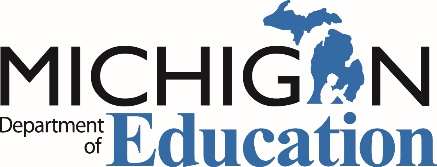 MICHIGAN
Department
of Education